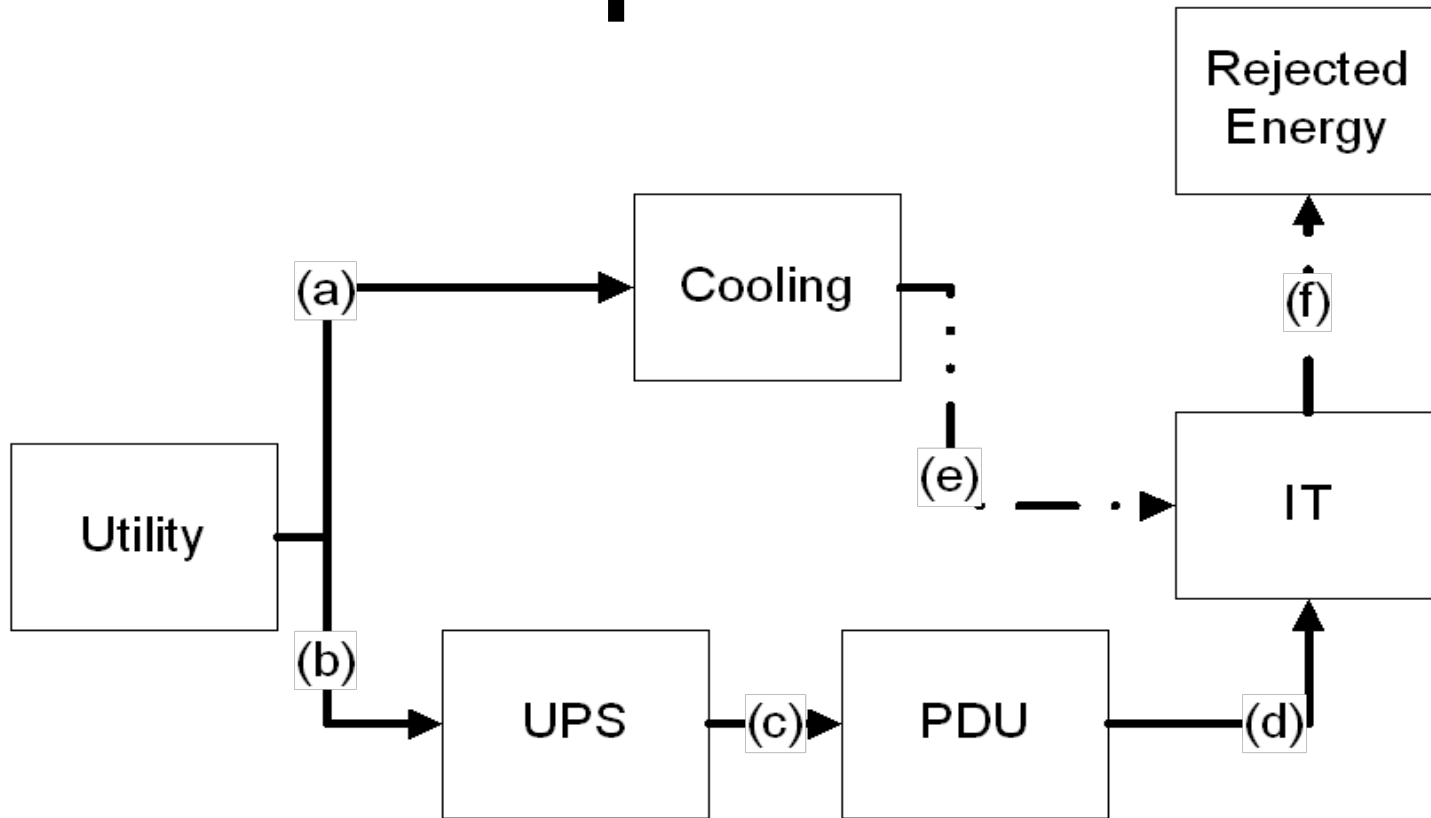 Rejected
Energy
(a)
Cooling
(f)
(e)
IT
Utility
(b)
UPS
(c)
PDU
(d)